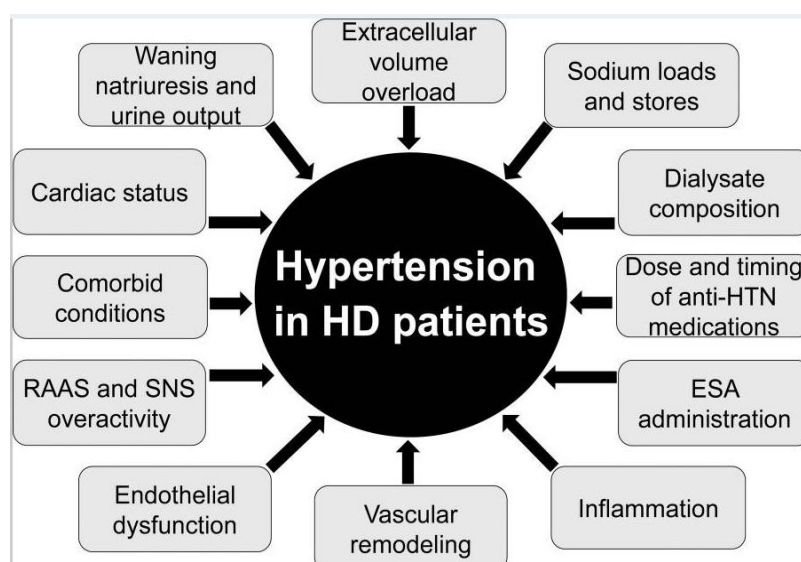 Waning
natriuresis and
urine output
Extracellular
volume
overload
Sodium loads
and stores
Cardiac status
Dialysate
composition
Hypertension
in HD patients
Comorbid
conditions
Dose and timing
of anti-HTN
medications
RAAS and SNS
overactivity
ESA
administration
Endothelial
dysfunction
Vascular
remodeling
Inflammation